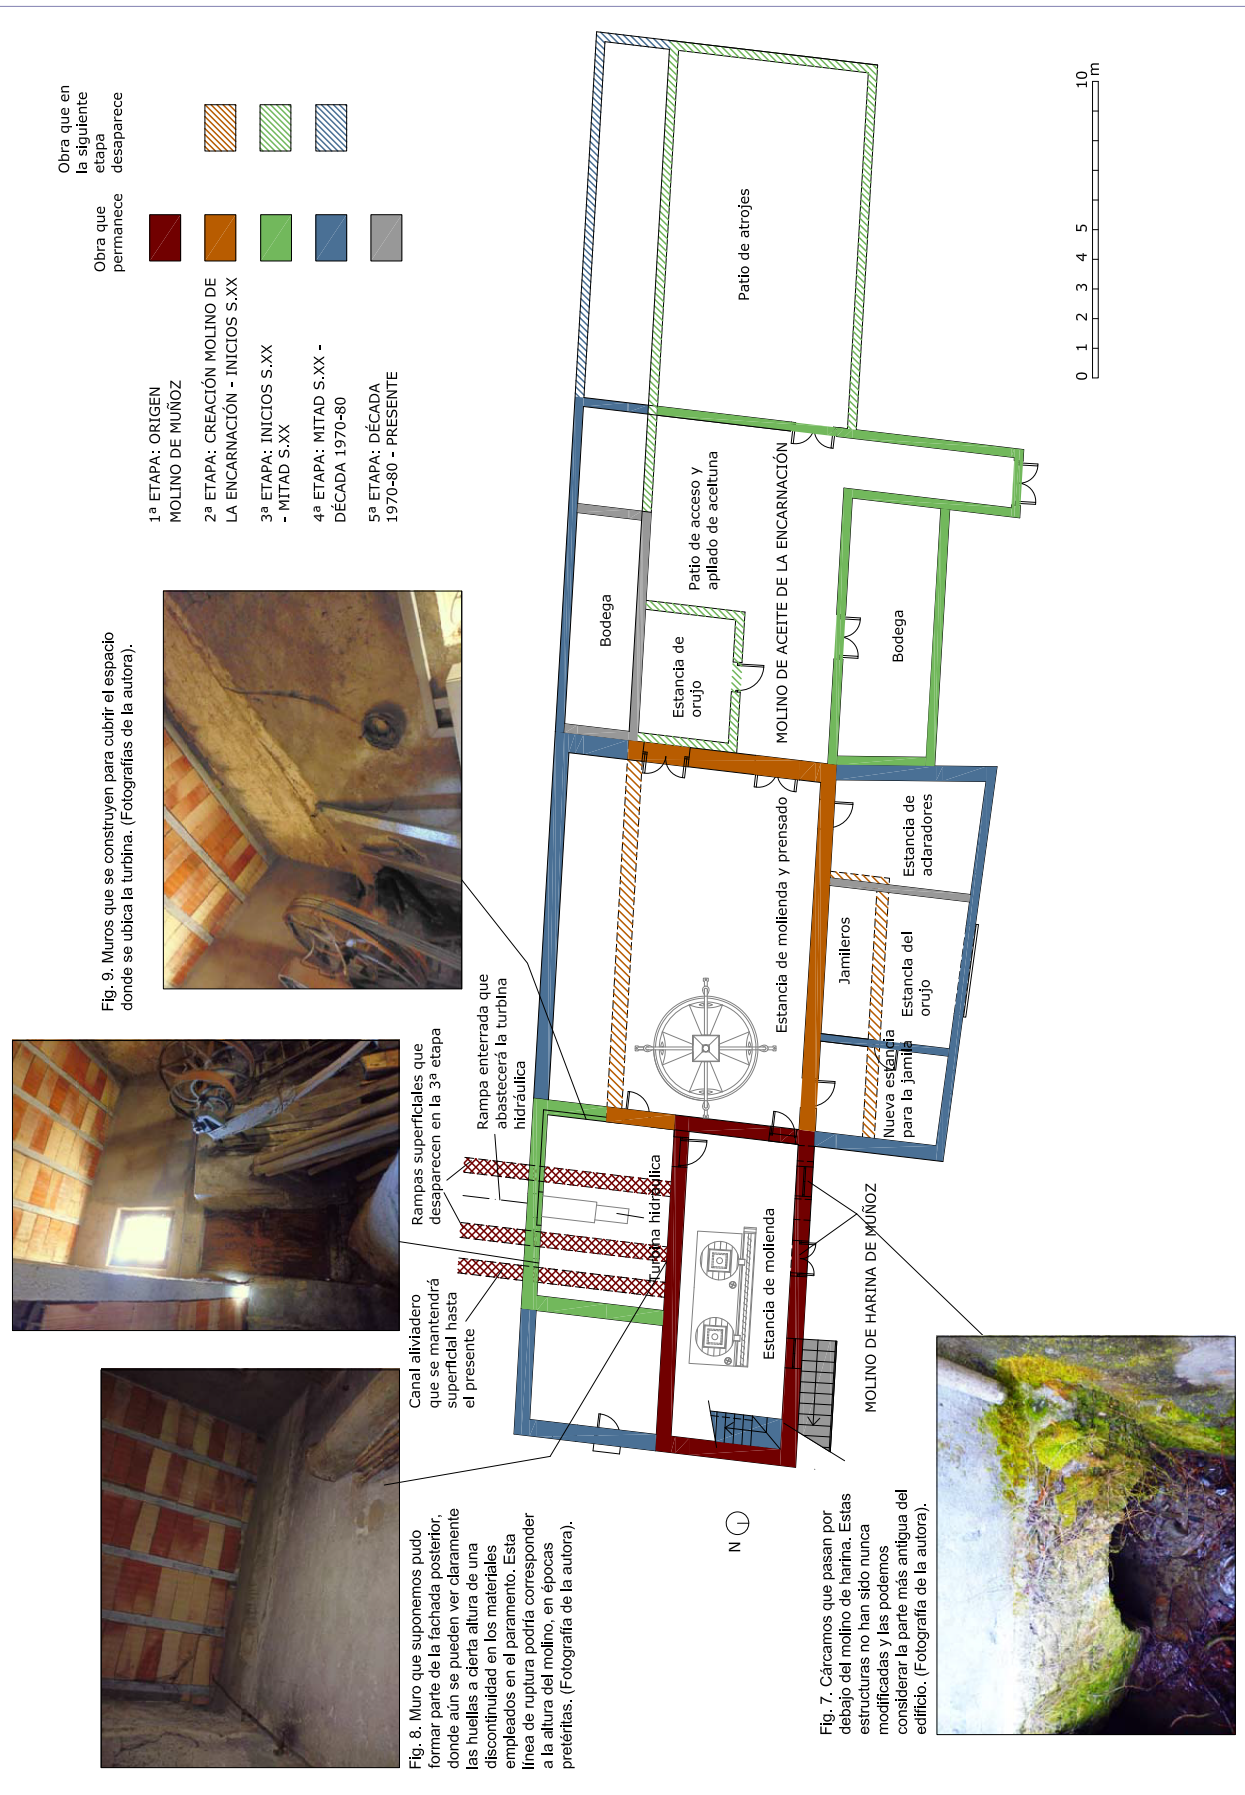 Obra que
permanece
Obra que en
la siguiente
etapa
desaparece
1ª ETAPA: ORIGEN
MOLINO DE MUÑOZ
2ª ETAPA: CREACIÓN MOLINO DE
LA ENCARNACIÓN - INICIOS S.XX
3ª ETAPA: INICIOS S.XX
- MITAD S.XX
4ª ETAPA: MITAD S.XX -
DÉCADA 1970-80
5ª ETAPA: DÉCADA
1970-80 - PRESENTE
Fig. 9. Muros que se construyen para cubrir el espacio
donde se ubica la turbina. (Fotografías de la autora).
Rampas superficiales que
desaparecen en la 3ª etapa
Rampa enterrada que
abastecerá la turbina
hidráulica
Canal aliviadero
que se mantendrá
superficial hasta
el presente
Fig. 8. Muro que suponemos pudo
formar parte de la fachada posterior,
donde aún se pueden ver claramente
las huellas a cierta altura de una
discontinuidad en los materiales
empleados en el paramento. Esta
línea de ruptura podría corresponder
a la altura del molino, en épocas
pretéritas. (Fotografía de la autora).
Turbina hidráulica
Estancia de molienda
MOLINO DE HARINA DE MUÑOZ
Estancia de molienda y prensado
Bodega
Estancia de
orujo
Patio de acceso y
apilado de aceituna
MOLINO DE ACEITE DE LA ENCARNACIÓN
Patio de atrojes
Bodega
Estancia de
aclaradores
Jamileros
Estancia del
orujo
Nueva estancia
para la jamila
N
0 1 2 3 4 5 10
m
Fig. 7. Cárcamos que pasan por
debajo del molino de harina. Estas
estructuras no han sido nunca
modificadas y las podemos
considerar la parte más antigua del
edificio. (Fotografía de la autora).